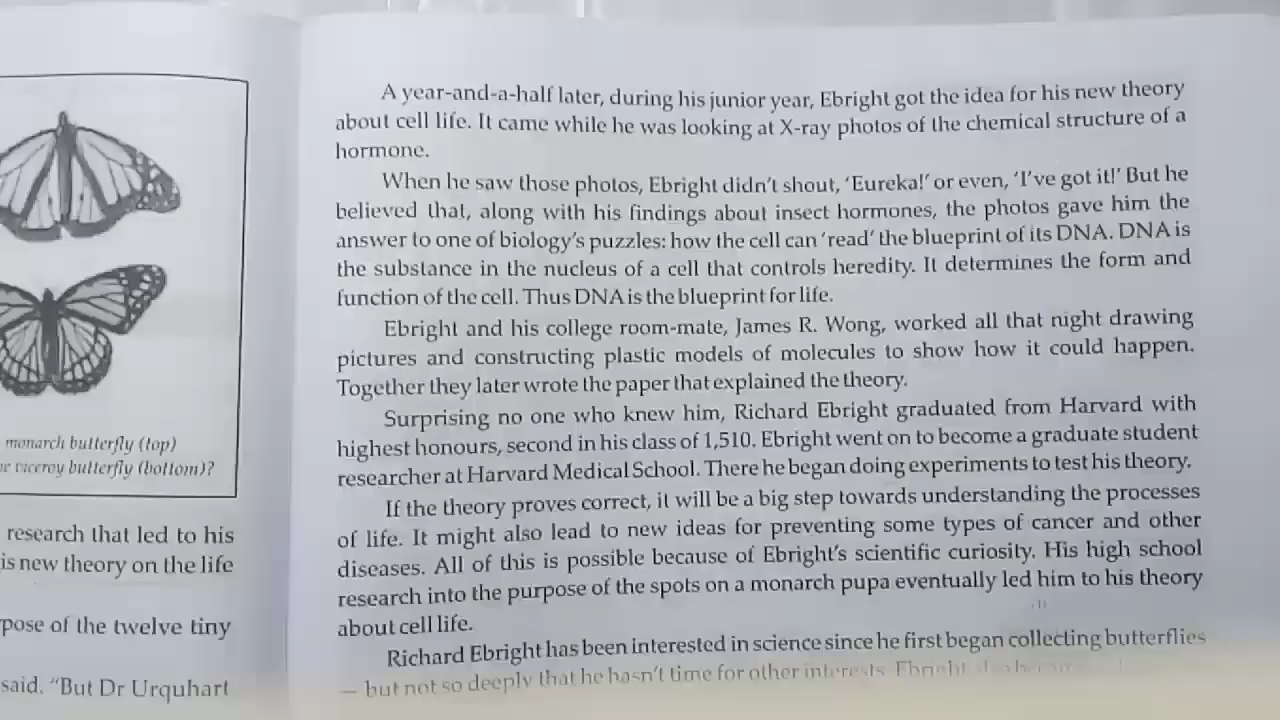 monarch butterfly (top)
viceroy butterfly (bottom)?
research that led to his
is new theory on the life
pose of the twelve tiny
said. "But Dr Urquhart
A year-and-a-half later, during his junior year, Ebright got the idea for his new theory
about cell life. It came while he was looking at X-ray photos of the chemical structure of a
hormone.
When he saw those photos, Ebright didn't shout, 'Eureka!' or even, 'I've got it!' But he
believed that, along with his findings about insect hormones, the photos gave him the
answer to one of biology's puzzles: how the cell can 'read' the blueprint of its DNA. DNA is
the substance in the nucleus of a cell that controls heredity. It determines the form and
function of the cell. Thus DNA is the blueprint for life.
Ebright and his college room-mate, James R. Wong, worked all that night drawing
pictures and constructing plastic models of molecules to show how it could happen.
Together they later wrote the paper that explained the theory.
Surprising no one who knew him, Richard Ebright graduated from Harvard with
highest honours, second in his class of 1,510. Ebright went on to become a graduate student
researcher at Harvard Medical School. There he began doing experiments to test his theory.
If the theory proves correct, it will be a big step towards understanding the processes
of life. It might also lead to new ideas for preventing some types of cancer and other
diseases. All of this is possible because of Ebright's scientific curiosity. His high school
research into the purpose of the spots on a monarch pupa eventually led him to his theory
about cell life.
Richard Ebright has been interested in science since he first began collecting butterflies
— but not so deeply that he hasn't time for other interests. Ebright